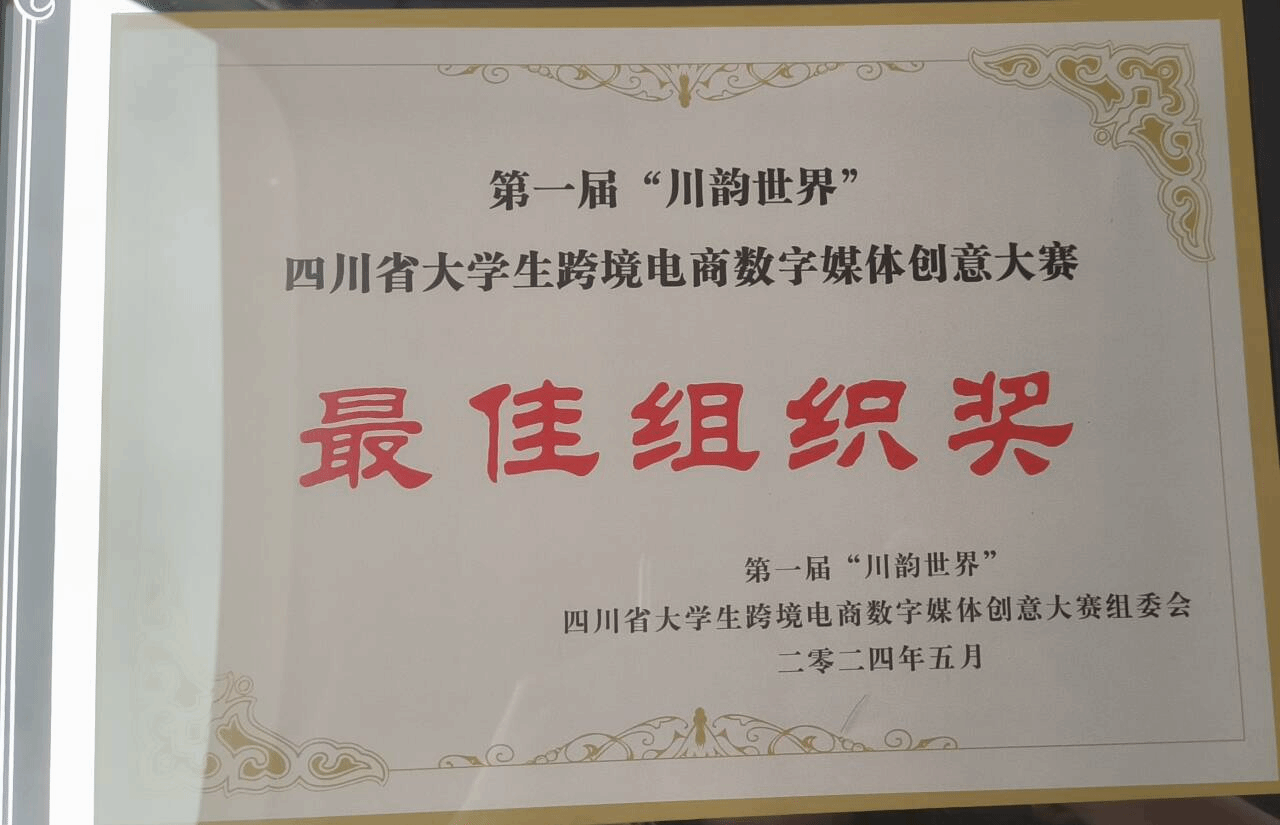 第一届“川韵世界”
四川省大学生跨境电商数字媒体创意大赛
最佳组织奖
第一届“川韵世界”
四川省大学生跨境电商数字媒体创意大赛组委会
二零二四年五月